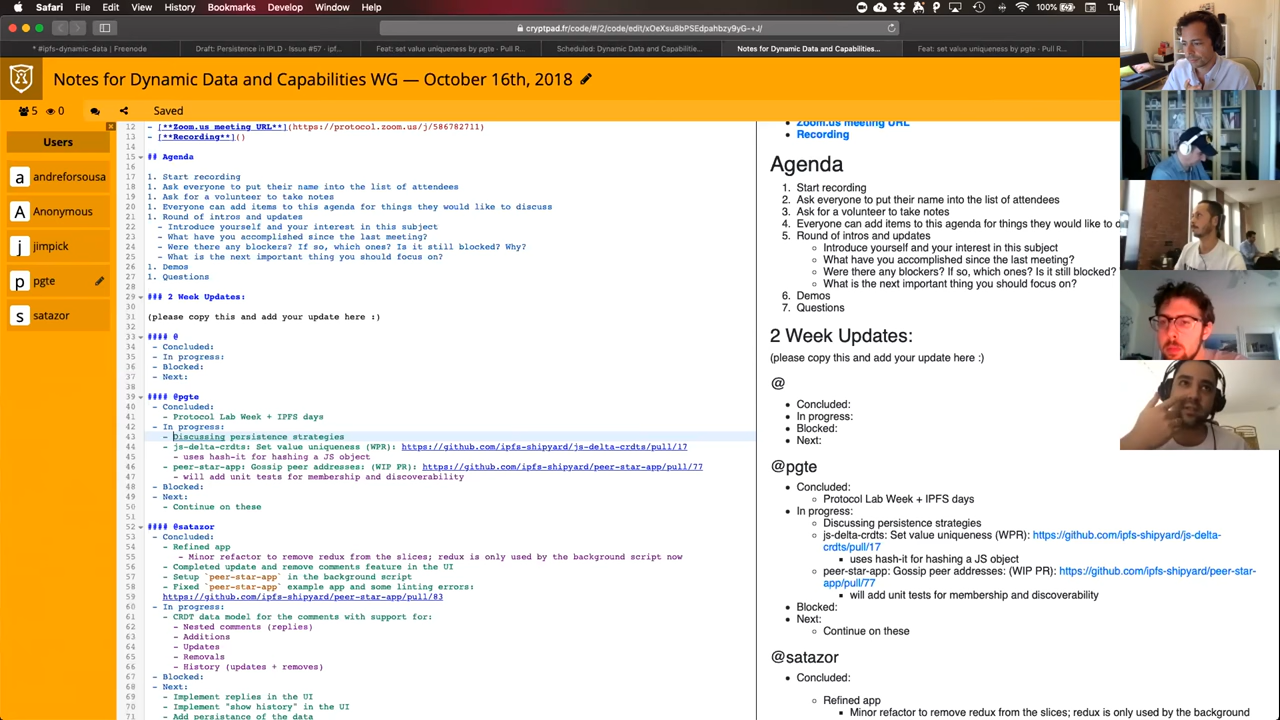 cryptpad.fr/code/#/2/code/edit/xOeXsu8bPSEdpahbzy9yG-+J/
100%
Tue
#ipfs-dynamic-data | Freenode
Draft: Persistence in IPLD · Issue #57 · ipf...
Feat: set value uniqueness by pgte · Pull R...
Scheduled: Dynamic Data and Capabilitie...
Notes for Dynamic Data and Capabilities...
Feat: set value uniqueness by pgte · Pull R...
Notes for Dynamic Data and Capabilities WG — October 16th, 2018
5 0 Saved
Users
a andreforsousa
A Anonymous
j jimpick
p pgte
s satazor
12 - [**Zoom.us meeting URL**](https://protocol.zoom.us/j/586782711)
13 - [**Recording**]()
14
15 ## Agenda
16
17 1. Start recording
18 1. Ask everyone to put their name into the list of attendees
19 1. Ask for a volunteer to take notes
20 1. Everyone can add items to this agenda for things they would like to discuss
21 1. Round of intros and updates
22 - Introduce yourself and your interest in this subject
23 - What have you accomplished since the last meeting?
24 - Were there any blockers? If so, which ones? Is it still blocked? Why?
25 - What is the next important thing you should focus on?
26 1. Demos
27 1. Questions
28
29 ### 2 Week Updates:
30
31 (please copy this and add your update here :)
32
33 #### @
34 - Concluded:
35 - In progress:
36 - Blocked:
37 - Next:
38
39 #### @pgte
40 - Concluded:
41 - Protocol Lab Week + IPFS days
42 - In progress:
43 - Discussing persistence strategies
44 - js-delta-crdts: Set value uniqueness (WPR): https://github.com/ipfs-shipyard/js-delta-crdts/pull/17
45 - uses hash-it for hashing a JS object
46 - peer-star-app: Gossip peer addresses: (WIP PR): https://github.com/ipfs-shipyard/peer-star-app/pull/77
47 - will add unit tests for membership and discoverability
48 - Blocked:
49 - Next:
50 - Continue on these
51
52 #### @satazor
53 - Concluded:
54 - Refined app
55 - Minor refactor to remove redux from the slices; redux is only used by the background script now
56 - Completed update and remove comments feature in the UI
57 - Setup `peer-star-app` in the background script
58 - Fixed `peer-star-app` example app and some linting errors:
59 https://github.com/ipfs-shipyard/peer-star-app/pull/83
60 - In progress:
61 - CRDT data model for the comments with support for:
62 - Nested comments (replies)
63 - Additions
64 - Updates
65 - Removals
66 - History (updates + removes)
67 - Blocked:
68 - Next:
69 - Implement replies in the UI
70 - Implement "show history" in the UI
71 - Add persistance of the data
Zoom.us meeting URL
Recording
Agenda
1. Start recording
2. Ask everyone to put their name into the list of attendees
3. Ask for a volunteer to take notes
4. Everyone can add items to this agenda for things they would like to d
5. Round of intros and updates
Introduce yourself and your interest in this subject
What have you accomplished since the last meeting?
Were there any blockers? If so, which ones? Is it still blocked?
What is the next important thing you should focus on?
6. Demos
7. Questions
2 Week Updates:
(please copy this and add your update here :)
@
Concluded:
In progress:
Blocked:
Next:
@pgte
Concluded:
Protocol Lab Week + IPFS days
In progress:
Discussing persistence strategies
js-delta-crdts: Set value uniqueness (WPR): https://github.com/ipfs-shipyard/js-delta-
crdts/pull/17
uses hash-it for hashing a JS object
peer-star-app: Gossip peer addresses: (WIP PR): https://github.com/ipfs-shipyard/peer-star-
app/pull/77
will add unit tests for membership and discoverability
Blocked:
Next:
Continue on these
@satazor
Concluded:
Refined app
Minor refactor to remove redux from the slices; redux is only used by the background